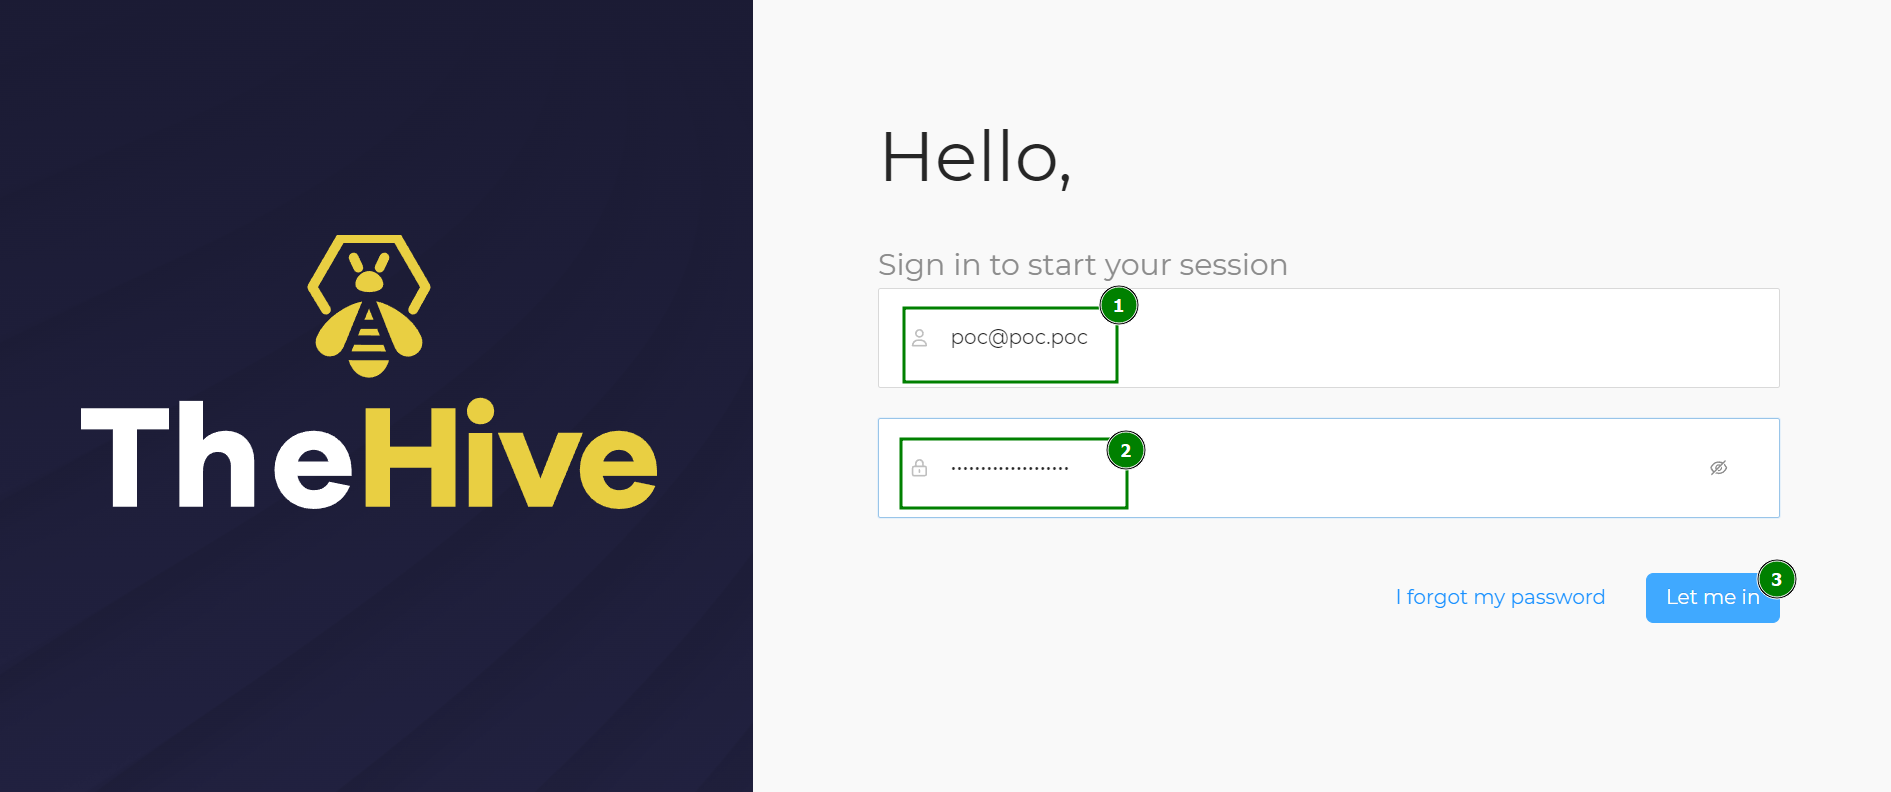 TheHive
Hello,
Sign in to start your session
1
poc@poc.poc
2
••••••••••••••••••••
I forgot my password
Let me in
3